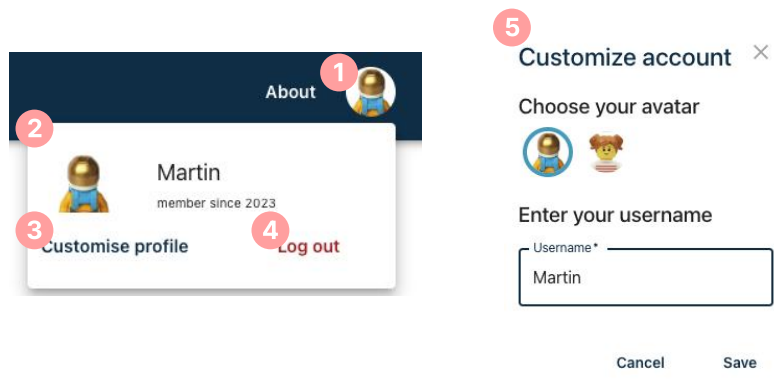 1
About
2
Martin
member since 2023
3
Customise profile
4
Log out
5
Customize account
Choose your avatar
Enter your username
Username*
Martin
Cancel
Save